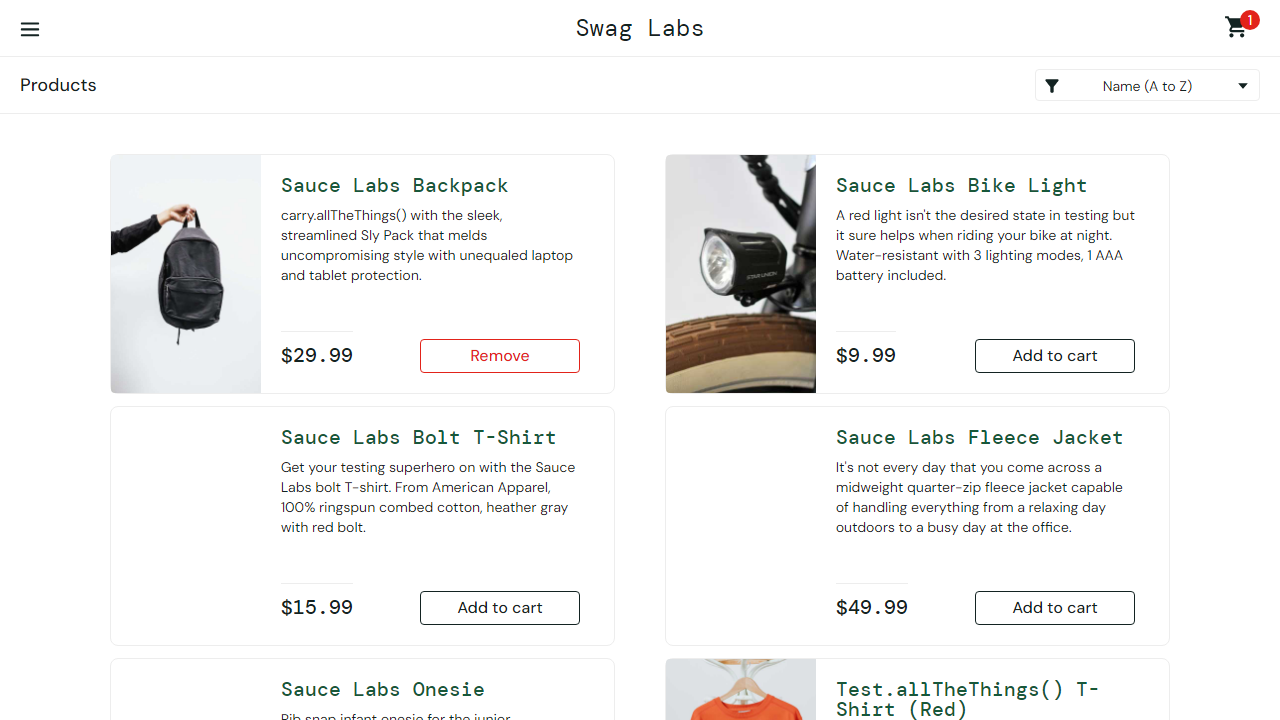 Swag Labs
1
Products
Name (A to Z)
Sauce Labs Backpack
carry.allTheThings() with the sleek,
streamlined Sly Pack that melds
uncompromising style with unequaled laptop
and tablet protection.
$29.99
Remove
Sauce Labs Bike Light
A red light isn't the desired state in testing but
it sure helps when riding your bike at night.
Water-resistant with 3 lighting modes, 1 AAA
battery included.
$9.99
Add to cart
Sauce Labs Bolt T-Shirt
Get your testing superhero on with the Sauce
Labs bolt T-shirt. From American Apparel,
100% ringspun combed cotton, heather gray
with red bolt.
$15.99
Add to cart
Sauce Labs Fleece Jacket
It's not every day that you come across a
midweight quarter-zip fleece jacket capable
of handling everything from a relaxing day
outdoors to a busy day at the office.
$49.99
Add to cart
Sauce Labs Onesie
Rib snap infant onesie for the junior
Test.allTheThings() T-
Shirt (Red)